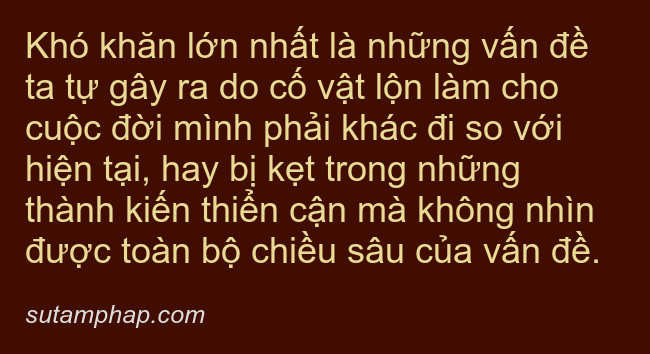 Khó khăn lớn nhất là những vấn đề
ta tự gây ra do cố vật lộn làm cho
cuộc đời mình phải khác đi so với
hiện tại, hay bị kẹt trong những
thành kiến thiển cận mà không nhìn
được toàn bộ chiều sâu của vấn đề.
sutamphap.com